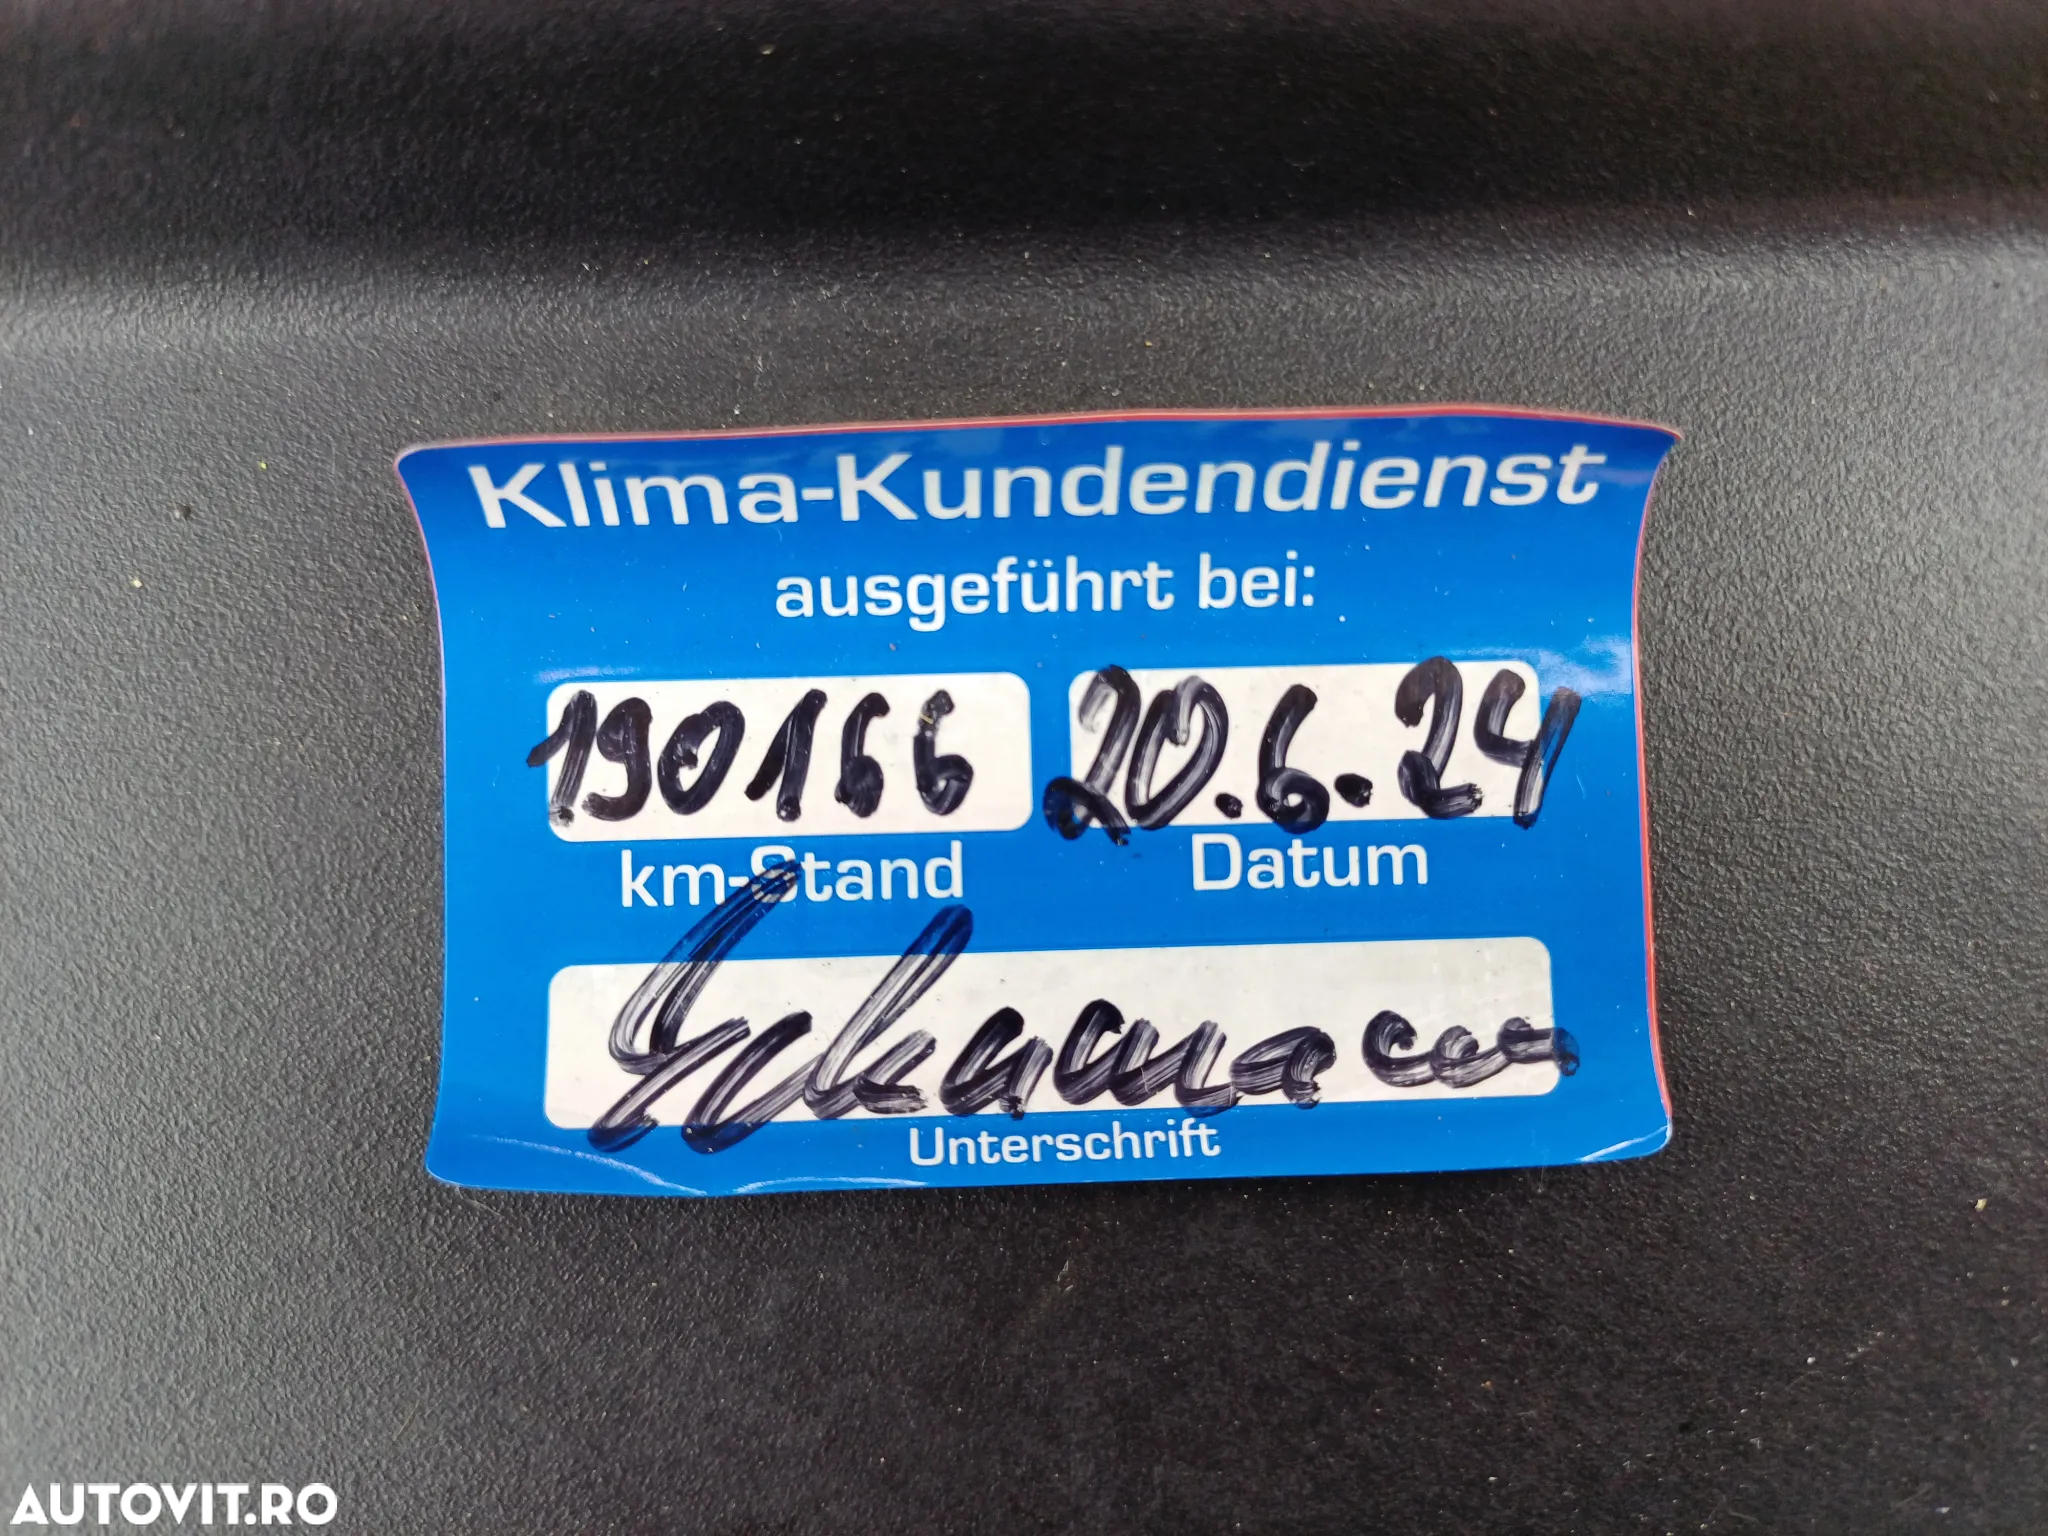 Klima-Kundendienst
ausgeführt bei:
190166 20.6.24
km-Stand Datum
Unterschrift
AUTOVIT.RO